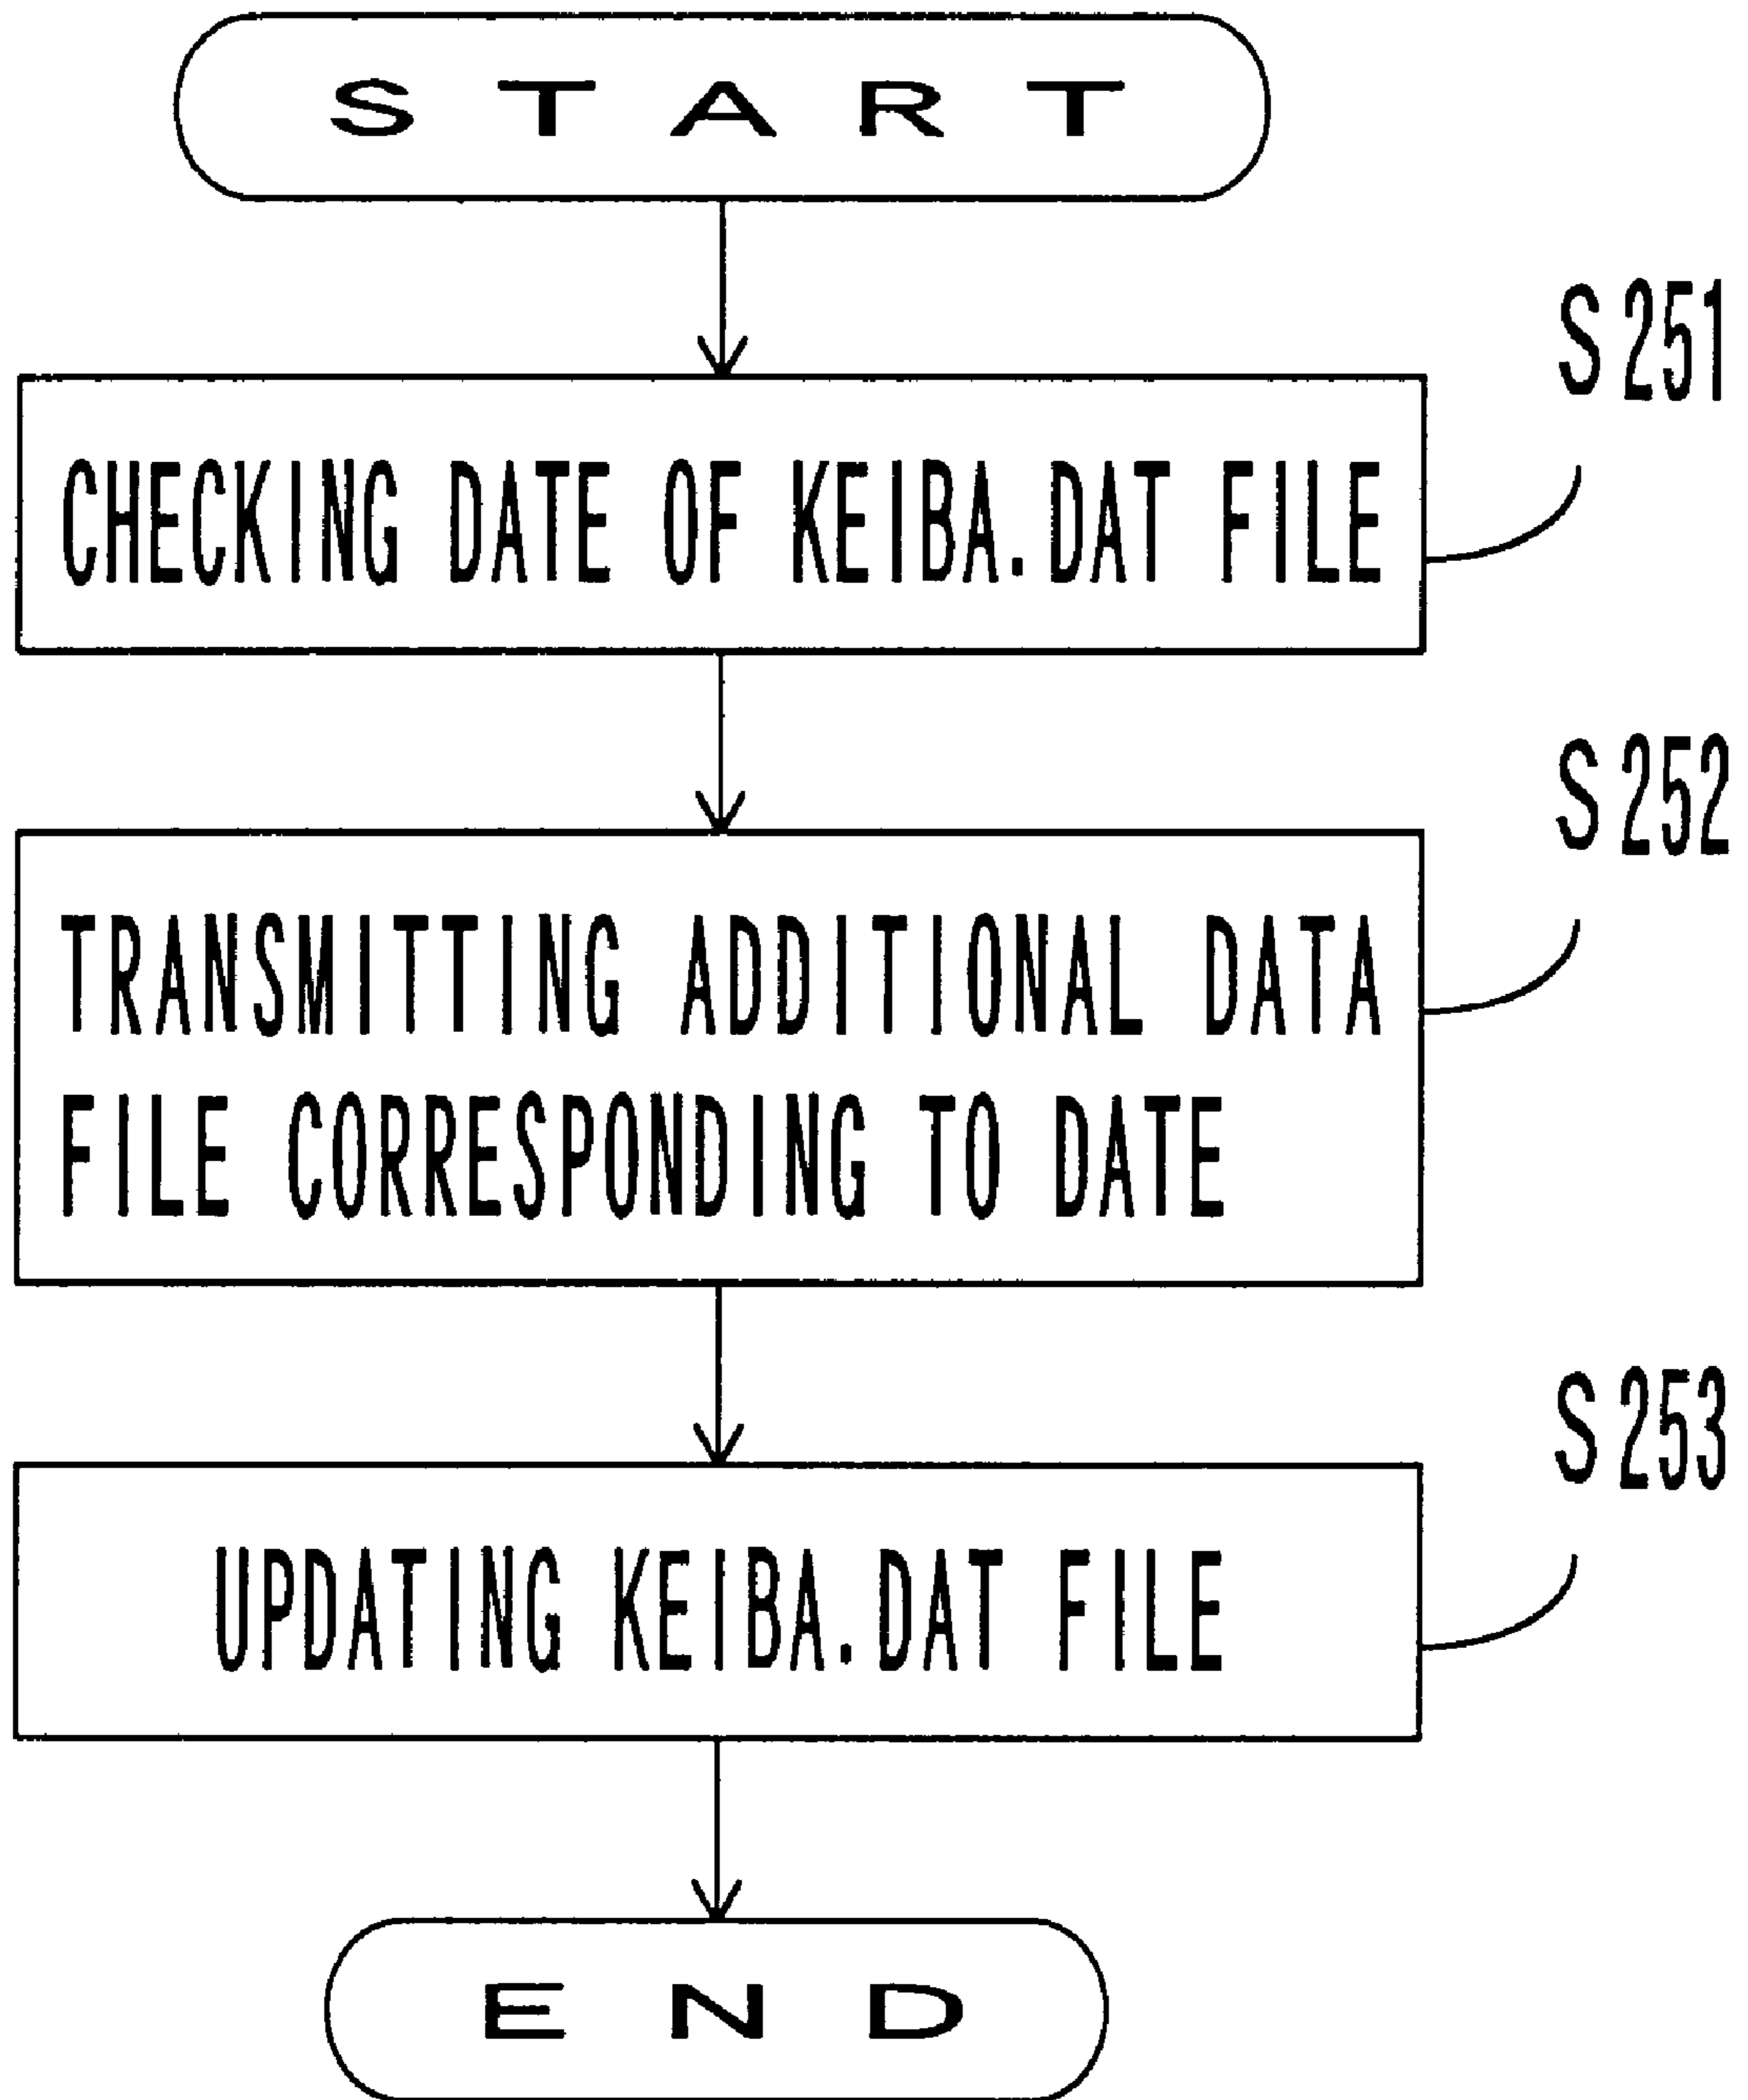 START
S251
CHECKING DATE OF KEIBA.DAT FILE
S252
TRANSMITTING ADDITIONAL DATA
FILE CORRESPONDING TO DATE
S253
UPDATING KEIBA.DAT FILE
END